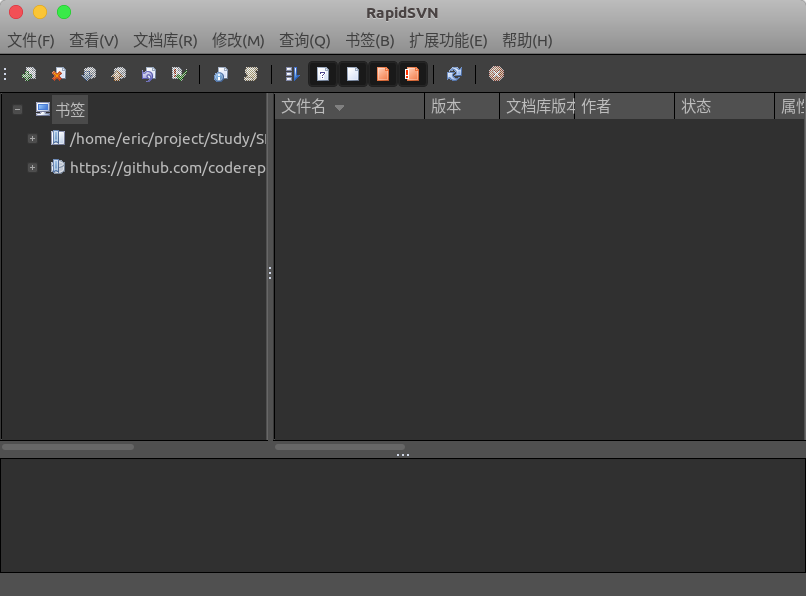 RapidSVN
文件(F) 查看(V) 文档库(R) 修改(M) 查询(Q) 书签(B) 扩展功能(E) 帮助(H)
书签
/home/eric/project/Study/S
https://github.com/coderep
文件名 版本 文档库版本 作者 状态 属性